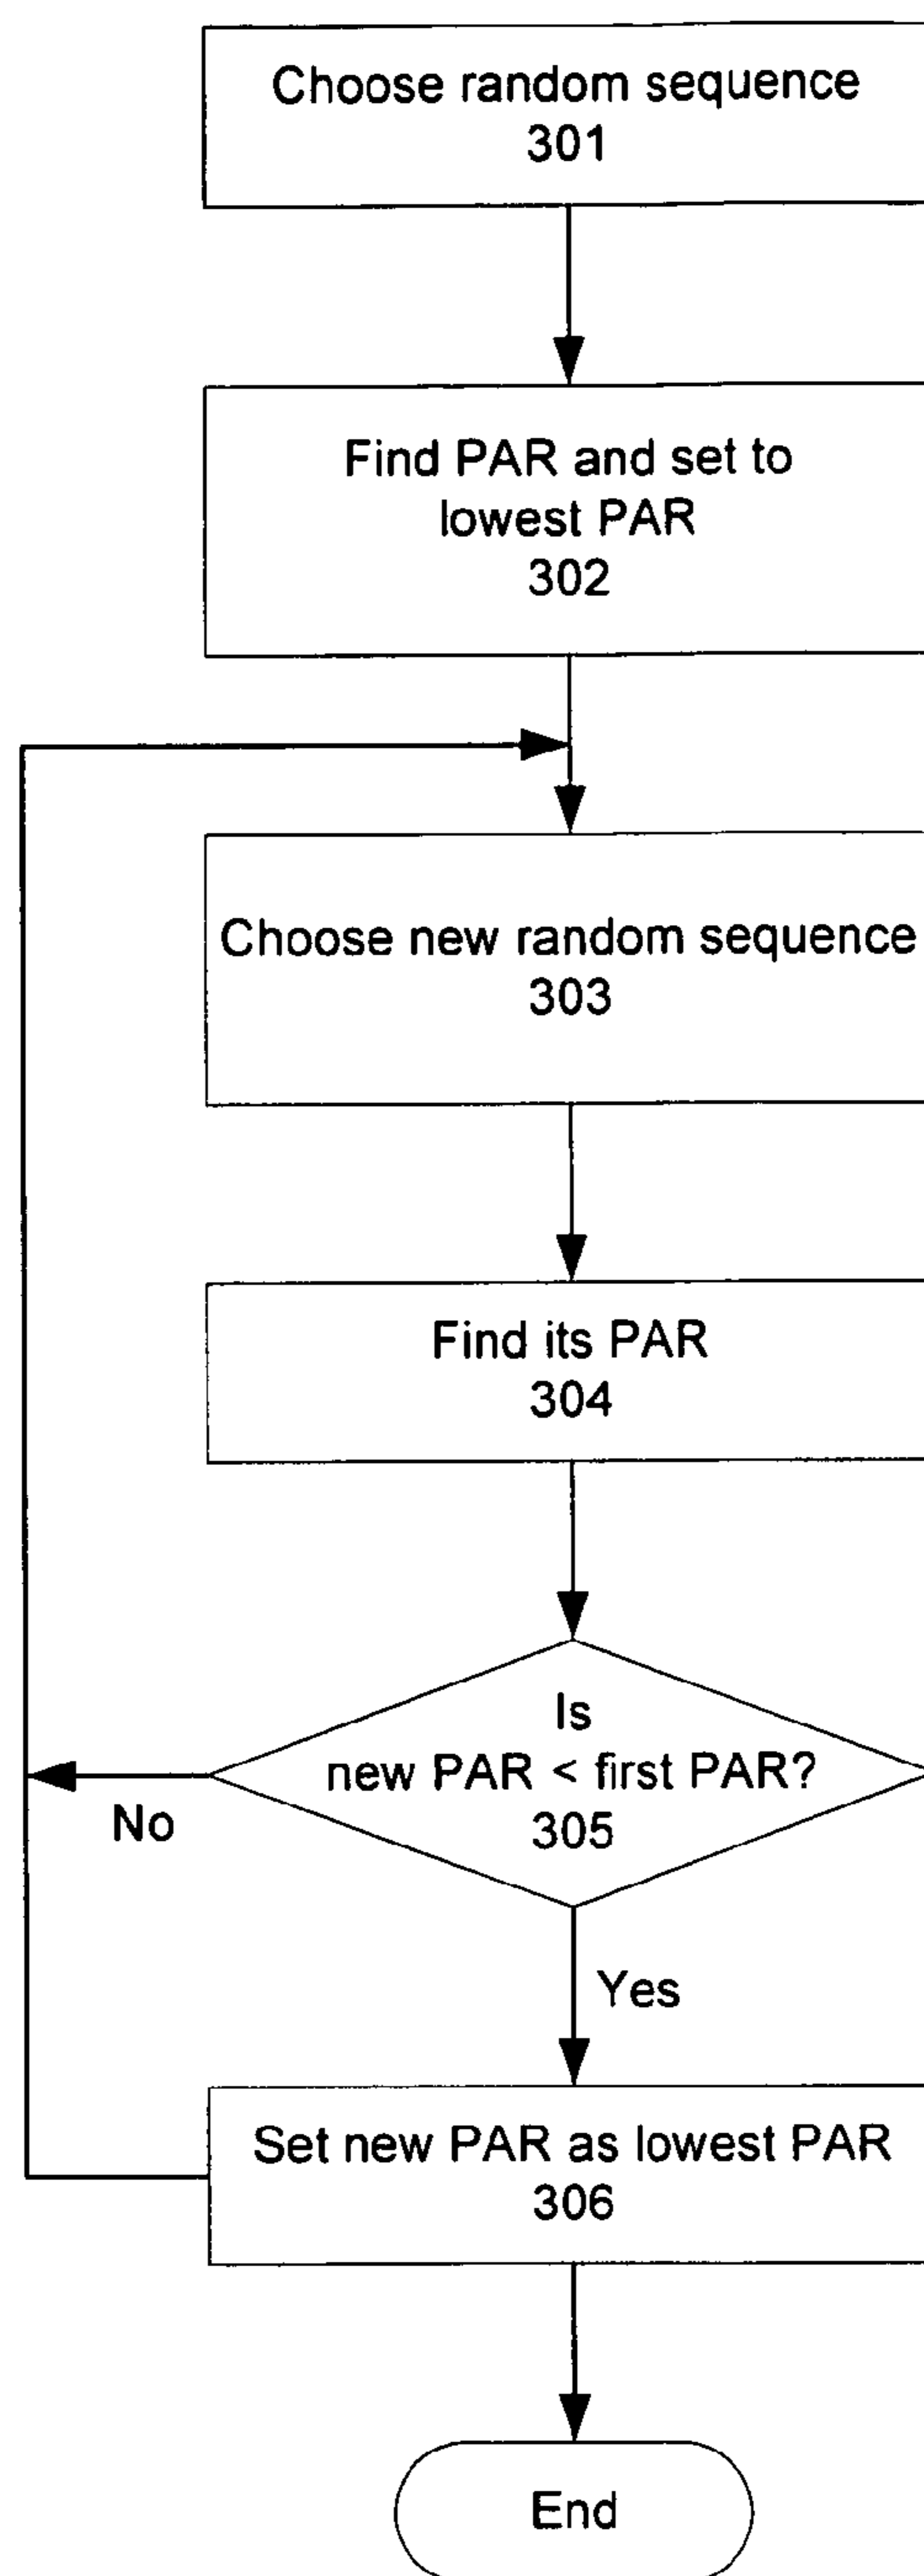 Choose random sequence
301
Find PAR and set to
lowest PAR
302
Choose new random sequence
303
Find its PAR
304
Is
new PAR < first PAR?
305
No
Yes
Set new PAR as lowest PAR
306
End